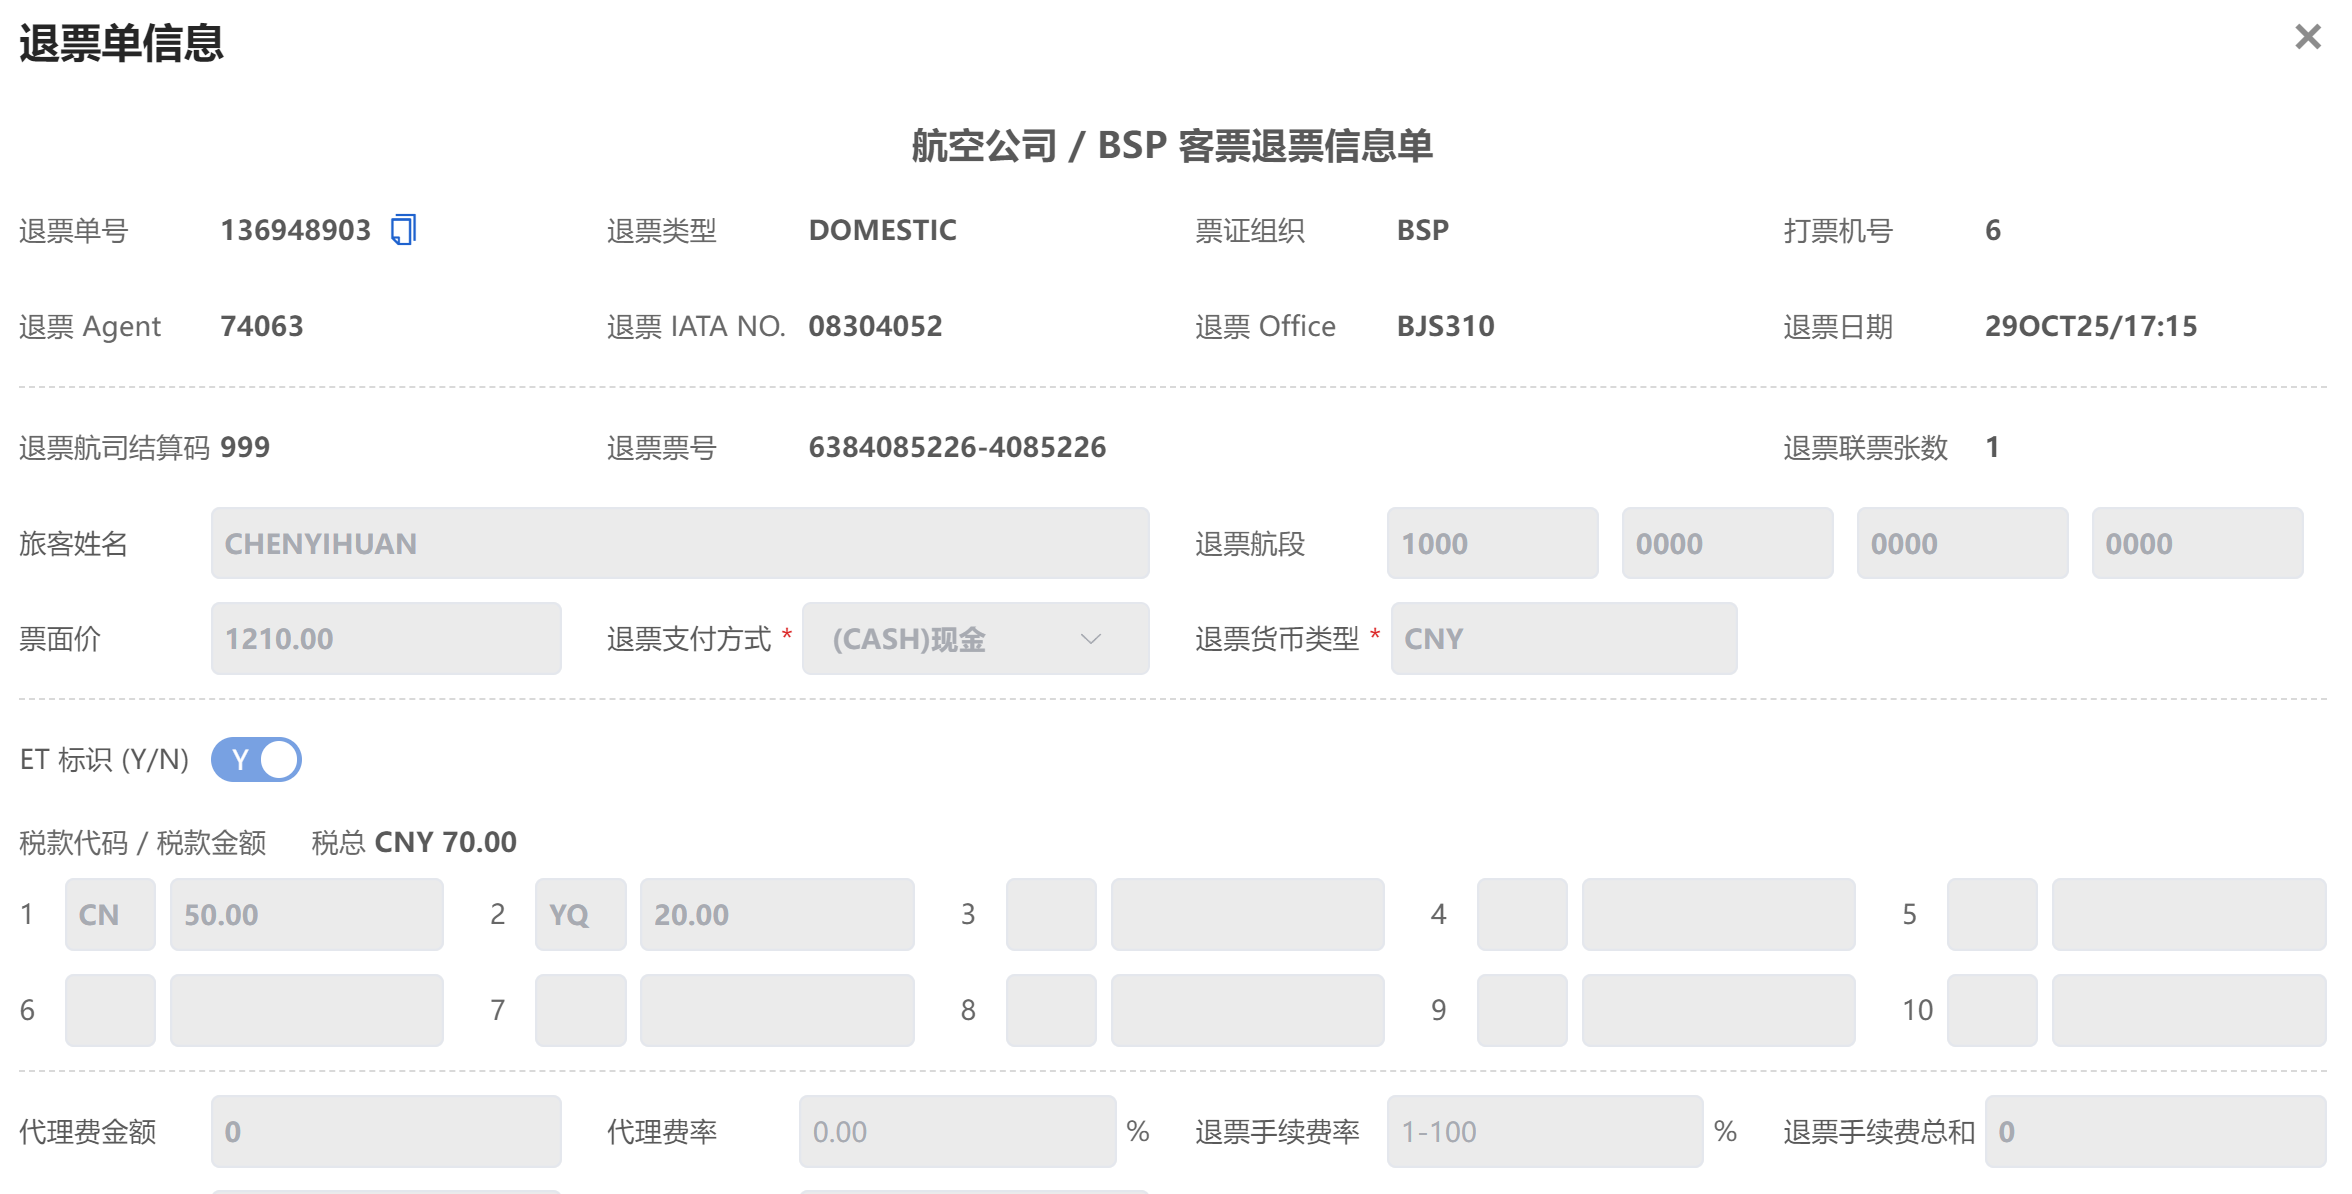 退票单信息
航空公司 / BSP 客票退票信息单
退票单号 136948903 退票类型 DOMESTIC 票证组织 BSP 打票机号 6
退票 Agent 74063 退票 IATA NO. 08304052 退票 Office BJS310 退票日期 29OCT25/17:15
退票航司结算码 999 退票票号 6384085226-4085226 退票联票张数 1
旅客姓名 CHENYIHUAN 退票航段 1000 0000 0000 0000
票面价 1210.00 退票支付方式 * (CASH)现金 退票货币类型 * CNY
ET 标识 (Y/N) Y
税款代码 / 税款金额 税总 CNY 70.00
1 CN 50.00 2 YQ 20.00 3 4 5
6 7 8 9 10
代理费金额 0 代理费率 0.00 % 退票手续费率 1-100 % 退票手续费总和 0